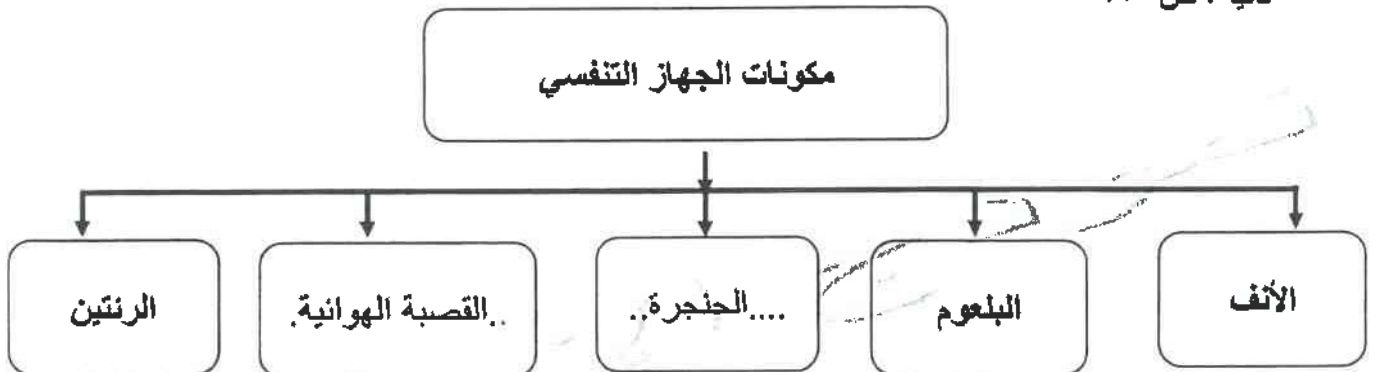 مكونات الجهاز التنفسي
الأنف
البلعوم
....الحنجرة..
..القصبة الهوائية.
الرئتين